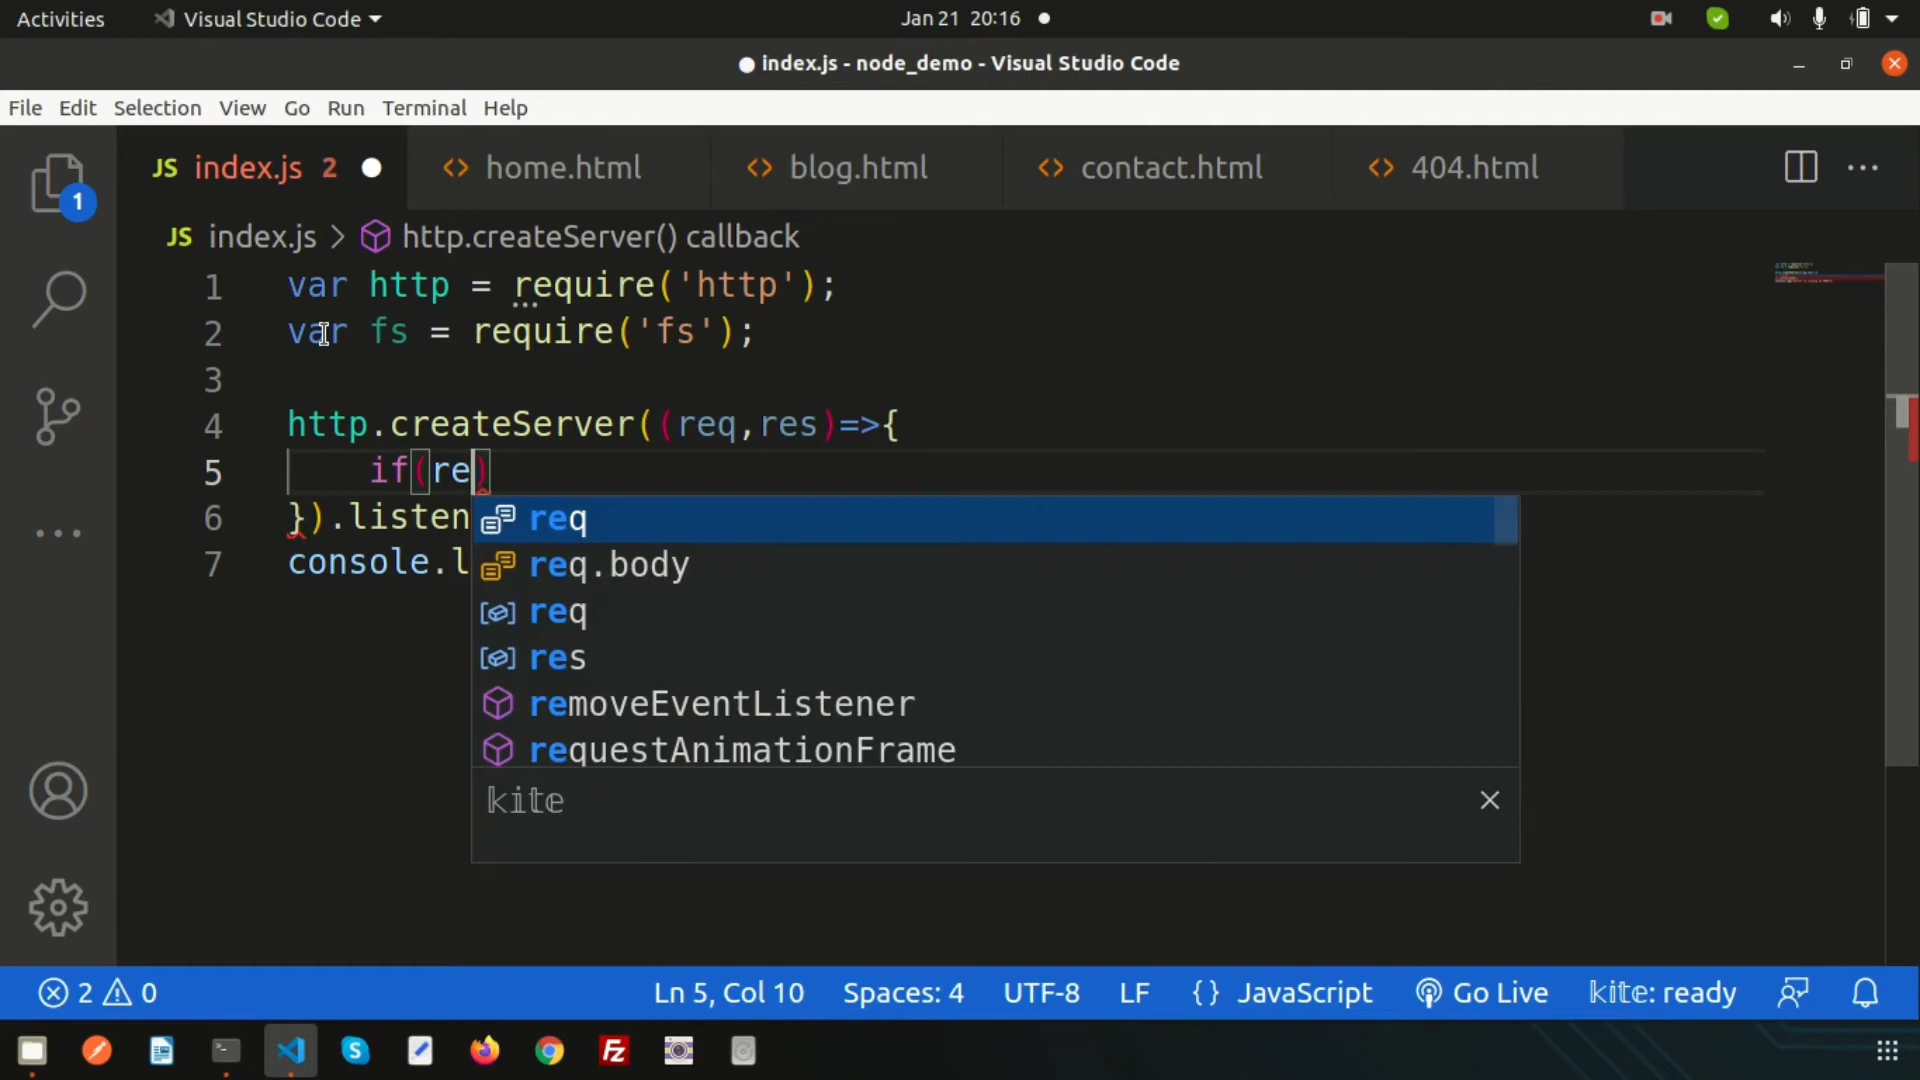 Activities Visual Studio Code Jan 21 20:16
index.js - node_demo - Visual Studio Code
File Edit Selection View Go Run Terminal Help
JS index.js 2 home.html blog.html contact.html 404.html ...
1
JS index.js > http.createServer() callback
1 var http = require('http');
2 var fs = require('fs');
3
4 http.createServer((req,res)=>{
5 if(re)
6 }).listen
7 console.l
req
req.body
req
res
removeEventListener
requestAnimationFrame
kite
2 0 Ln 5, Col 10 Spaces: 4 UTF-8 LF {} JavaScript Go Live kite: ready